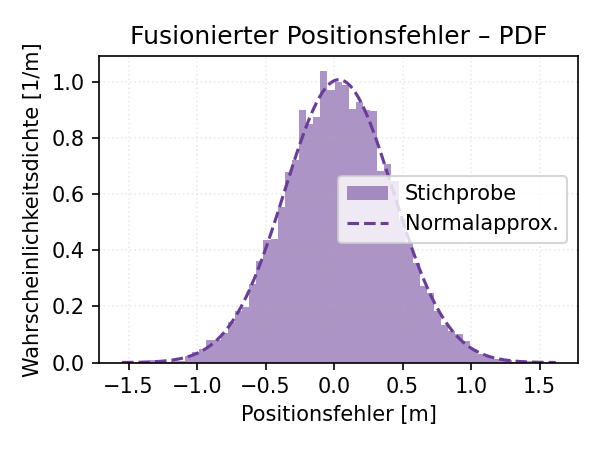 Fusionierter Positionsfehler – PDF
Wahrscheinlichkeitsdichte [1/m]
1.0
0.8
0.6
0.4
0.2
0.0
Stichprobe
Normalapprox.
−1.5 −1.0 −0.5 0.0 0.5 1.0 1.5
Positionsfehler [m]